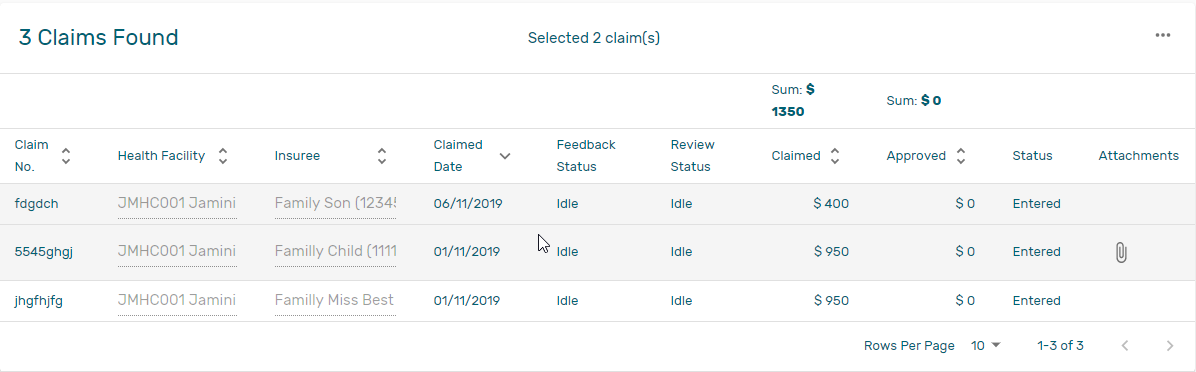 3 Claims Found
Selected 2 claim(s)
Sum: $ 1350
Sum: $ 0
Claim No. Health Facility Insuree Claimed Date Feedback Status Review Status Claimed Approved Status Attachments
fdgdch JMHC001 Jamini Family Son (12345 06/11/2019 Idle Idle $ 400 $ 0 Entered
5545ghgj JMHC001 Jamini Familly Child (1111 01/11/2019 Idle Idle $ 950 $ 0 Entered
jhgfhjfg JMHC001 Jamini Familly Miss Best 01/11/2019 Idle Idle $ 950 $ 0 Entered
Rows Per Page 10 1-3 of 3